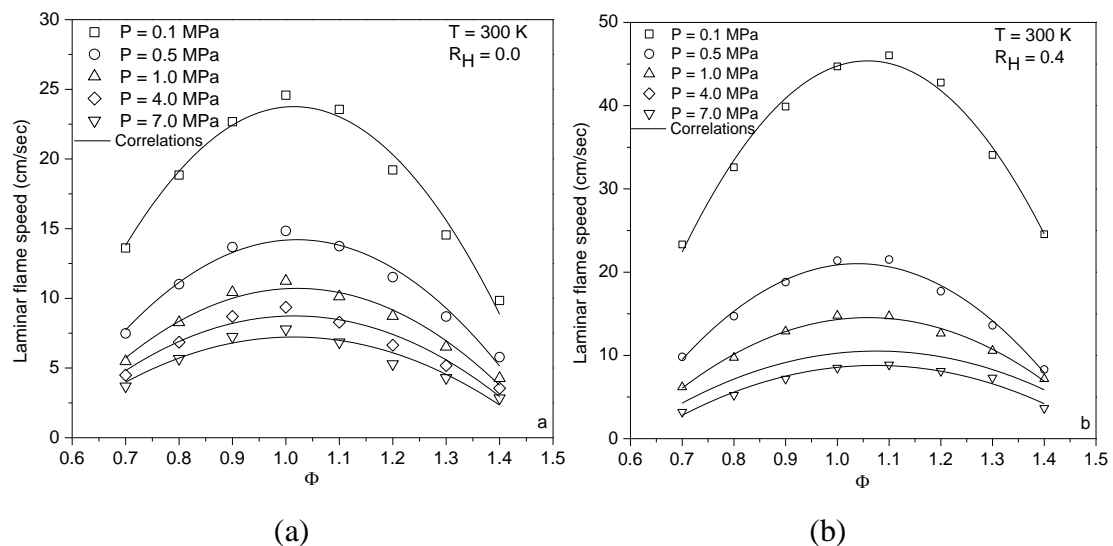 P = 0.1 MPa
P = 0.5 MPa
P = 1.0 MPa
P = 4.0 MPa
P = 7.0 MPa
Correlations
T = 300 K
R_H = 0.0
Laminar flame speed (cm/sec)
30
25
20
15
10
5
0
0.6 0.7 0.8 0.9 1.0 1.1 1.2 1.3 1.4 1.5
Φ
a
(a)
P = 0.1 MPa
P = 0.5 MPa
P = 1.0 MPa
P = 4.0 MPa
P = 7.0 MPa
Correlations
T = 300 K
R_H = 0.4
Laminar flame speed (cm/sec)
50
40
30
20
10
0
0.6 0.7 0.8 0.9 1.0 1.1 1.2 1.3 1.4 1.5
Φ
b
(b)